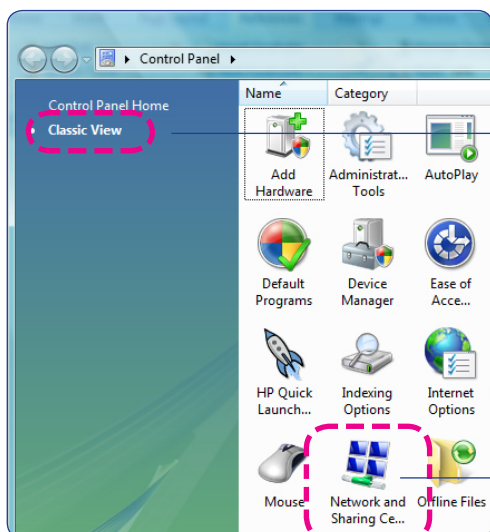 Control Panel
Name Category
Control Panel Home
Classic View
Add Hardware
Administrat... Tools
AutoPlay
Default Programs
Device Manager
Ease of Acce...
HP Quick Launch...
Indexing Options
Internet Options
Mouse
Network and Sharing Ce...
Offline Files